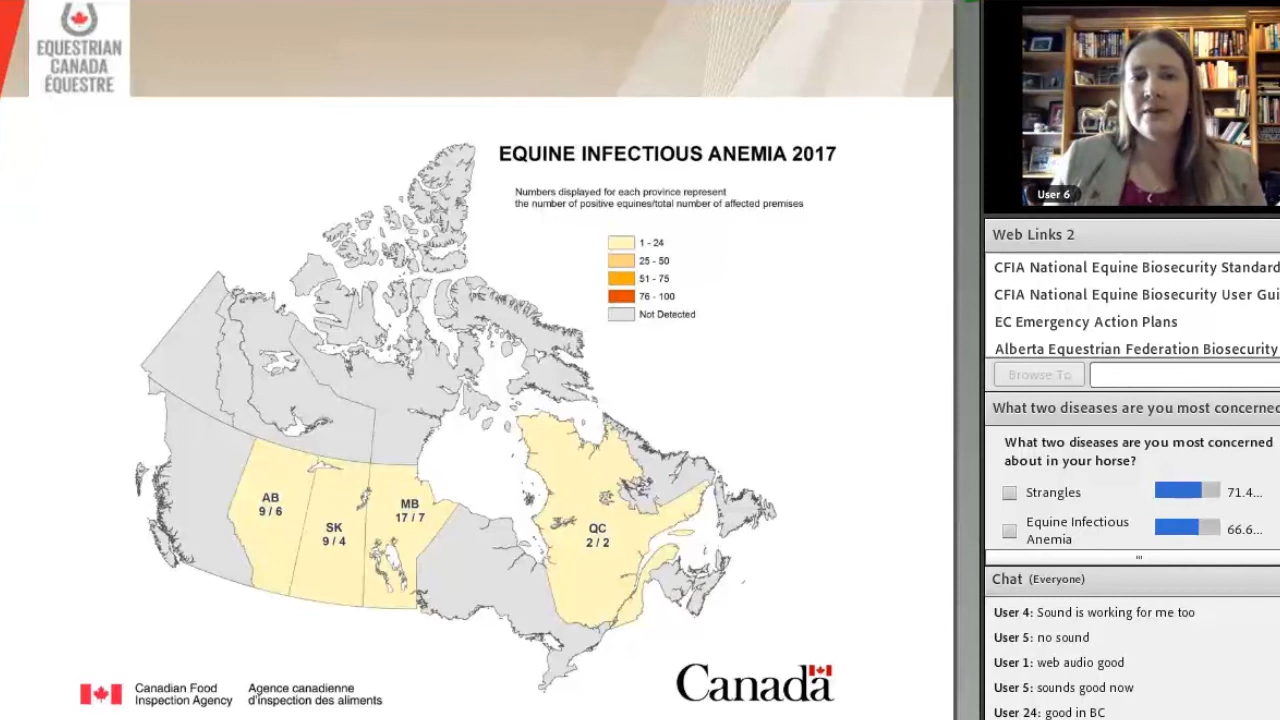 EQUESTRIAN
CANADA
ÉQUESTRE
EQUINE INFECTIOUS ANEMIA 2017
Numbers displayed for each province represent
the number of positive equines/total number of affected premises
1 - 24
25 - 50
51 - 75
76 - 100
Not Detected
AB
9 / 6
SK
9 / 4
MB
17 / 7
QC
2 / 2
Canadian Food
Inspection Agency
Agence canadienne
d'inspection des aliments
Canada
User 6
Web Links 2
CFIA National Equine Biosecurity Standard
CFIA National Equine Biosecurity User Gui
EC Emergency Action Plans
Alberta Equestrian Federation Biosecurity
Browse To
What two diseases are you most concerned
What two diseases are you most concerned
about in your horse?
Strangles
71.4...
Equine Infectious
Anemia
66.6...
Chat (Everyone)
User 4: Sound is working for me too
User 5: no sound
User 1: web audio good
User 5: sounds good now
User 24: good in BC